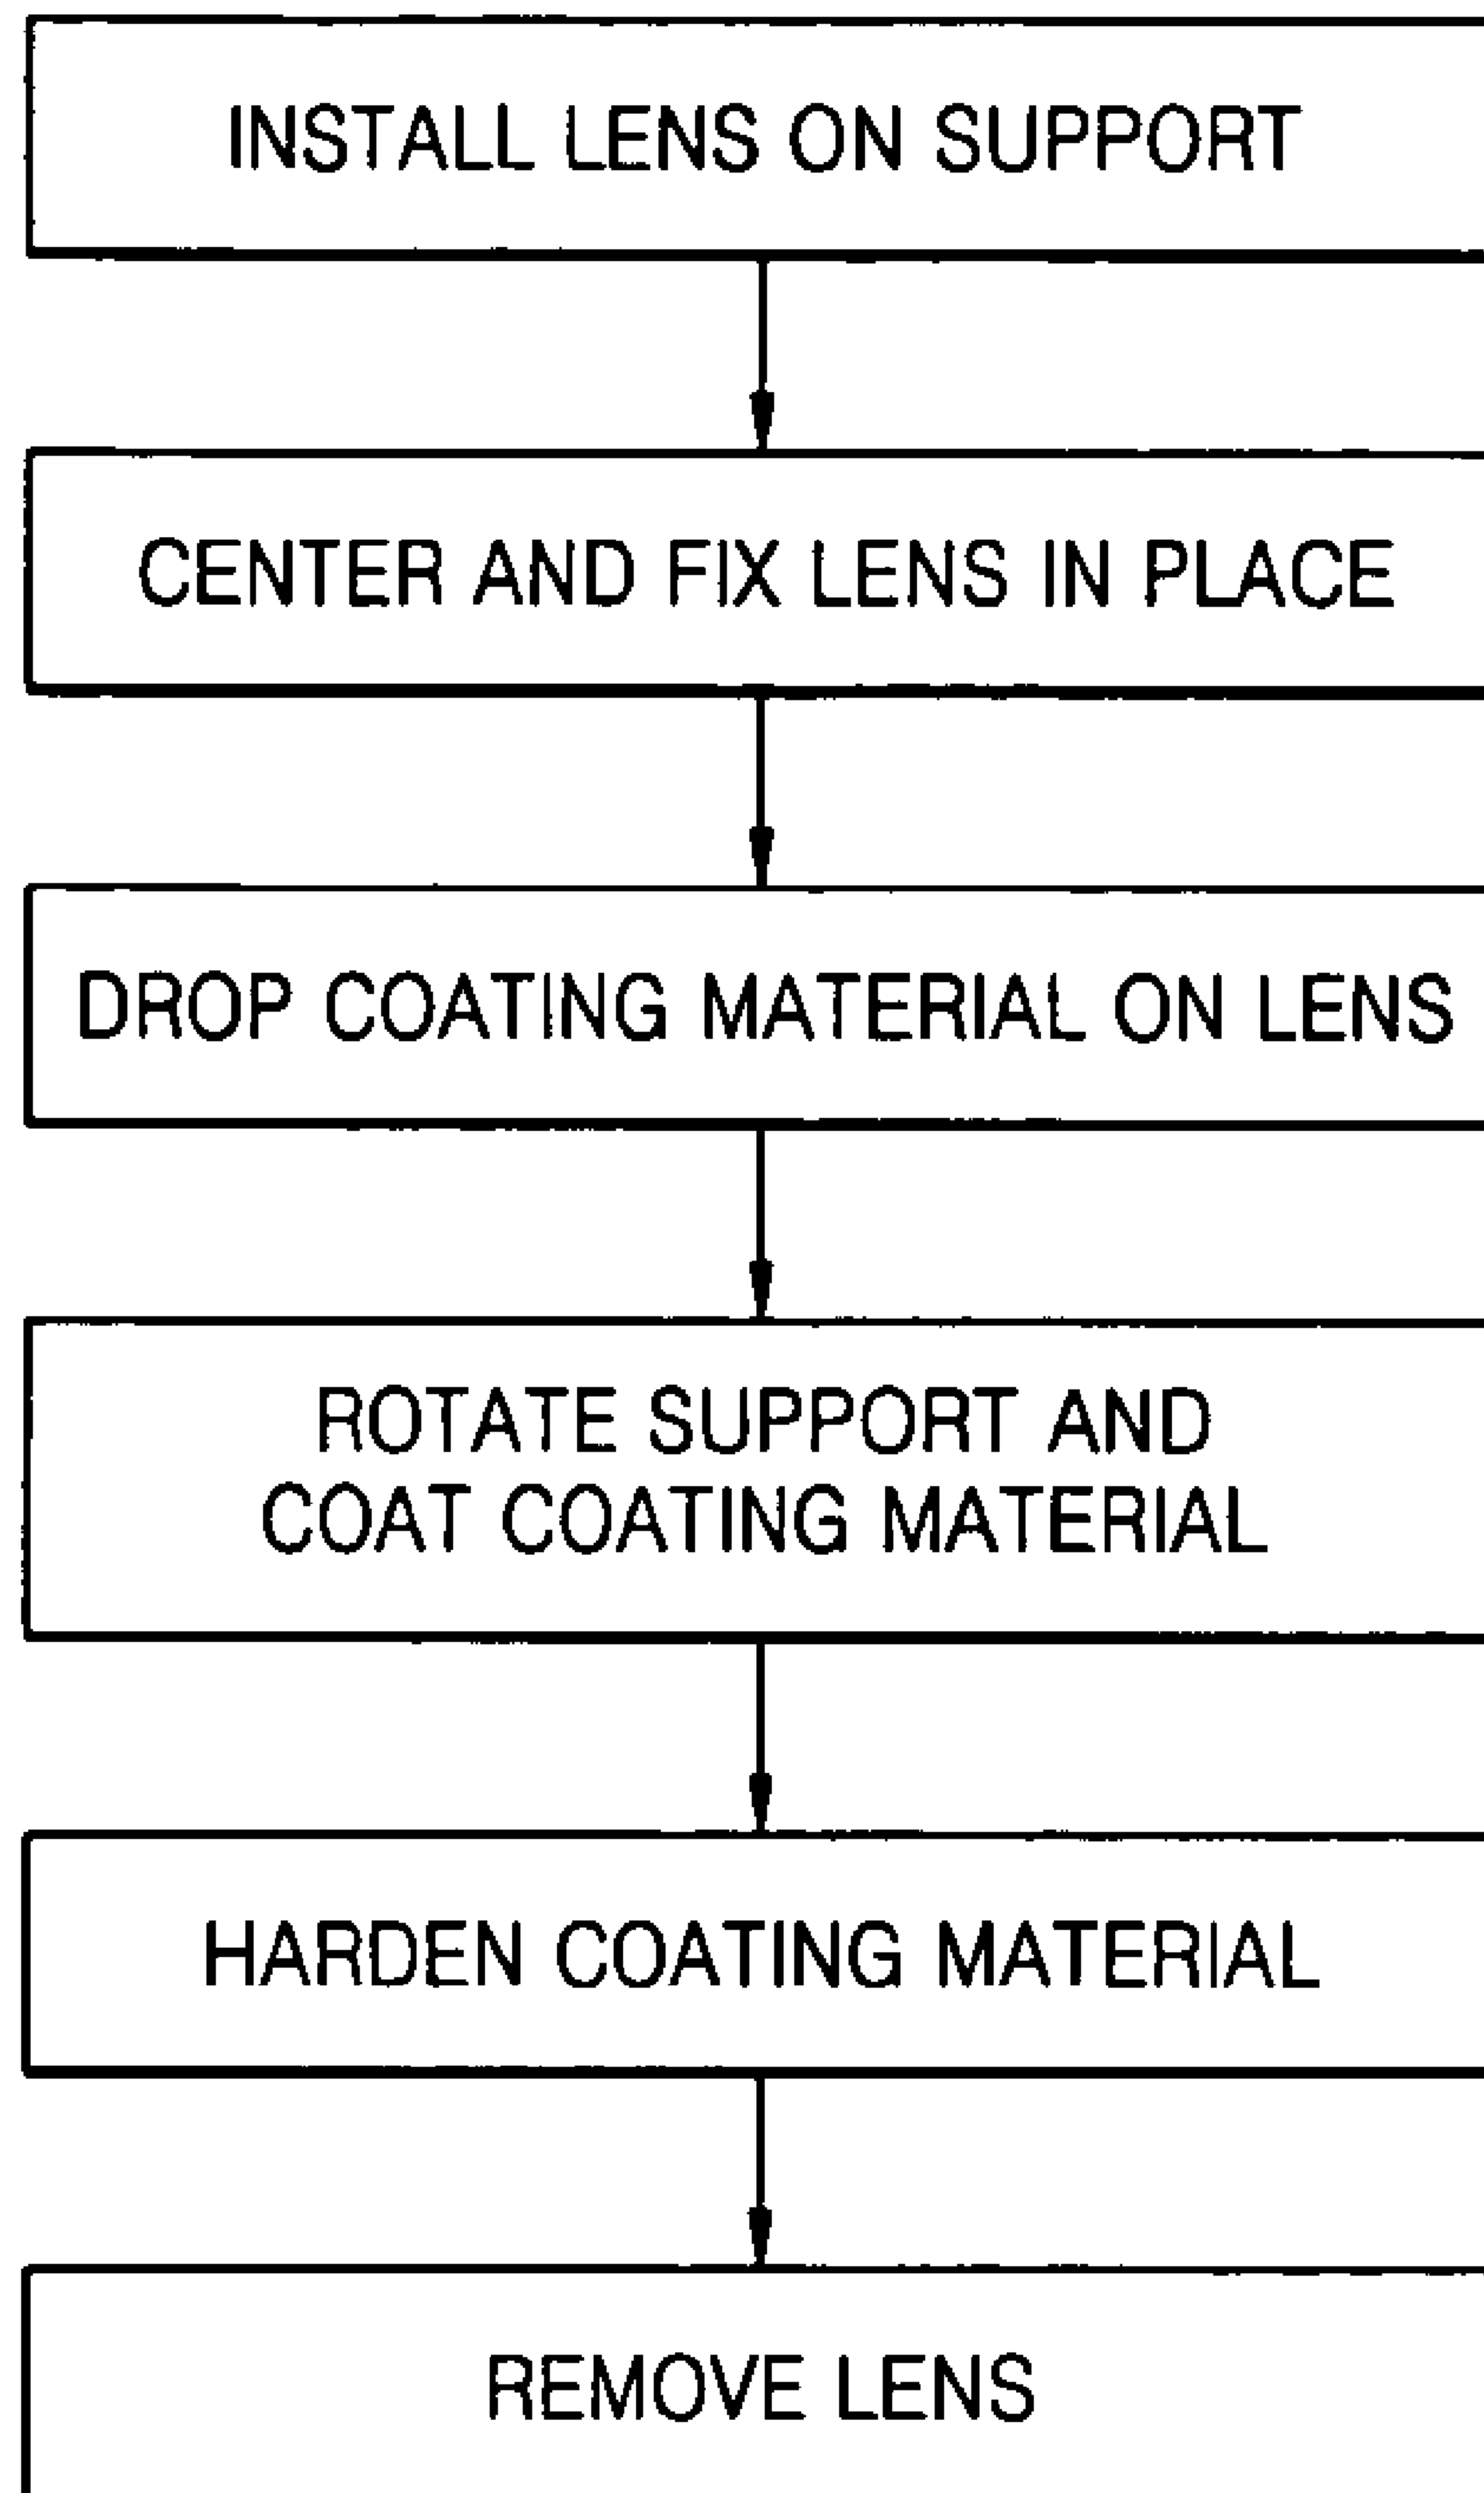 INSTALL LENS ON SUPPORT
CENTER AND FIX LENS IN PLACE
DROP COATING MATERIAL ON LENS
ROTATE SUPPORT AND
COAT COATING MATERIAL
HARDEN COATING MATERIAL
REMOVE LENS